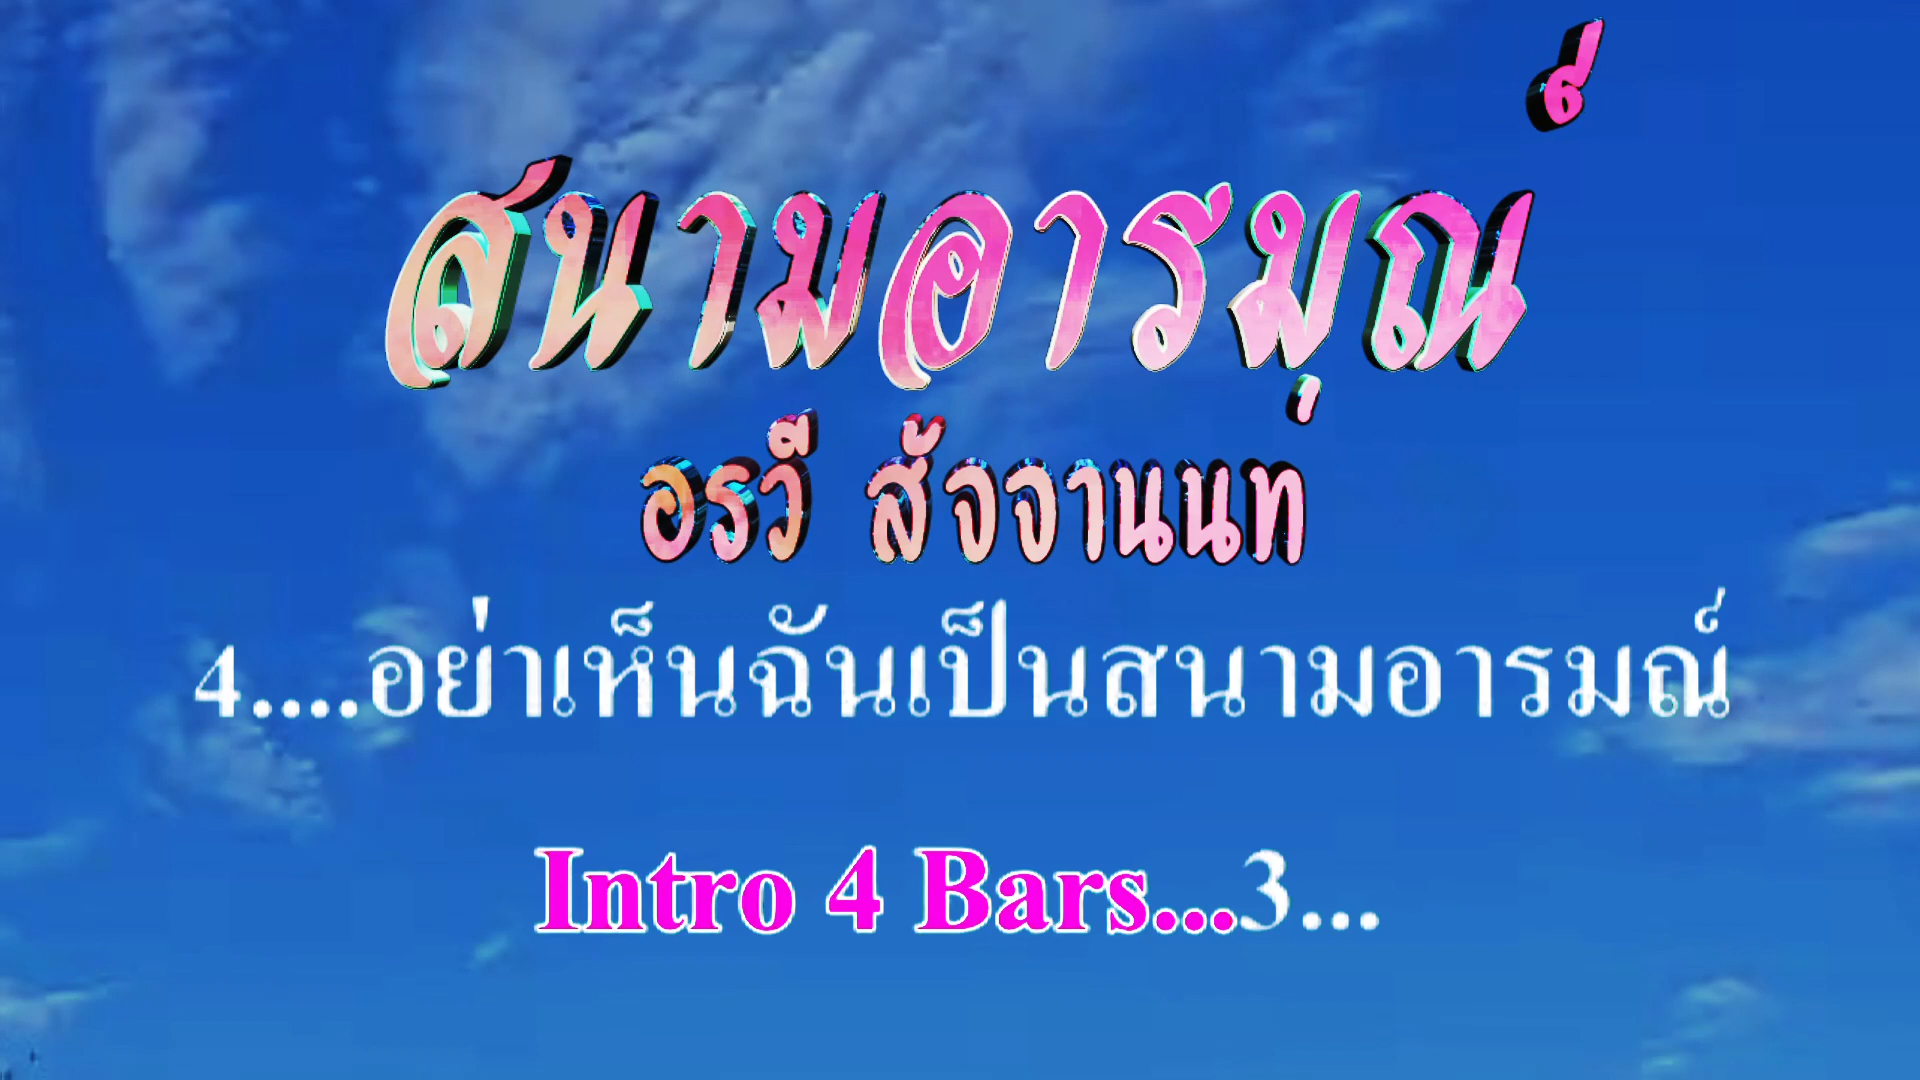 สนามอารมุณ์
อรวี สัจจานนท์
4....อย่าเห็นฉันเป็นสนามอารมณ์
Intro 4 Bars...3...